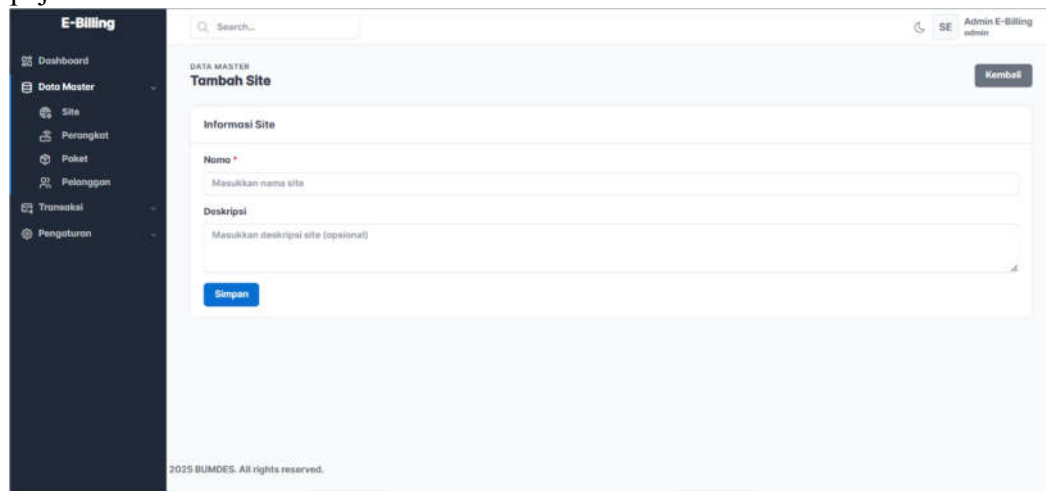 E-Billing
Search...
SE
Admin E-Billing
admin
Dashboard
Data Master
Site
Perangkat
Paket
Pelanggan
Transaksi
Pengaturan
DATA MASTER
Tambah Site
Kembali
Informasi Site
Nama *
Masukkan nama site
Deskripsi
Masukkan deskripsi site (opsional)
Simpan
2025 BUMDES. All rights reserved.